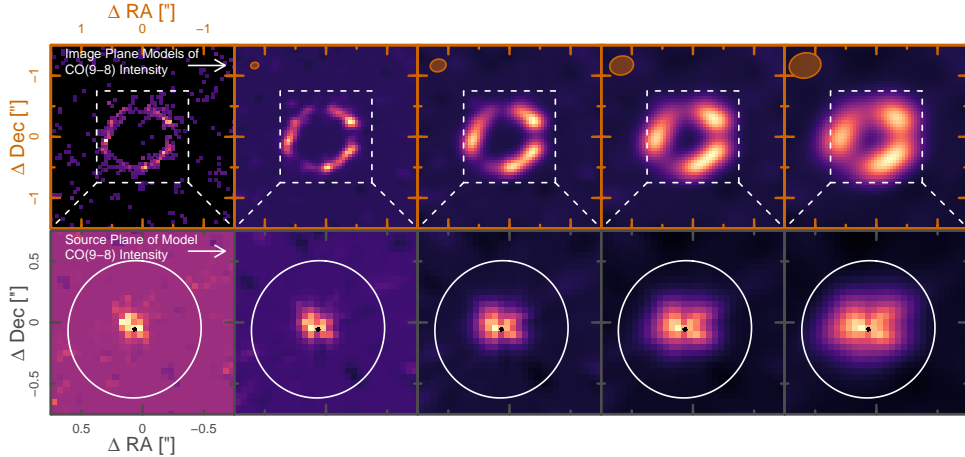 Δ RA ["]
1 0 −1
Image Plane Models of
CO(9−8) Intensity
Δ Dec ["]
−1
0
1
Source Plane of Model
CO(9−8) Intensity
Δ Dec ["]
0.5
0
−0.5
0.5 0 −0.5
Δ RA ["]